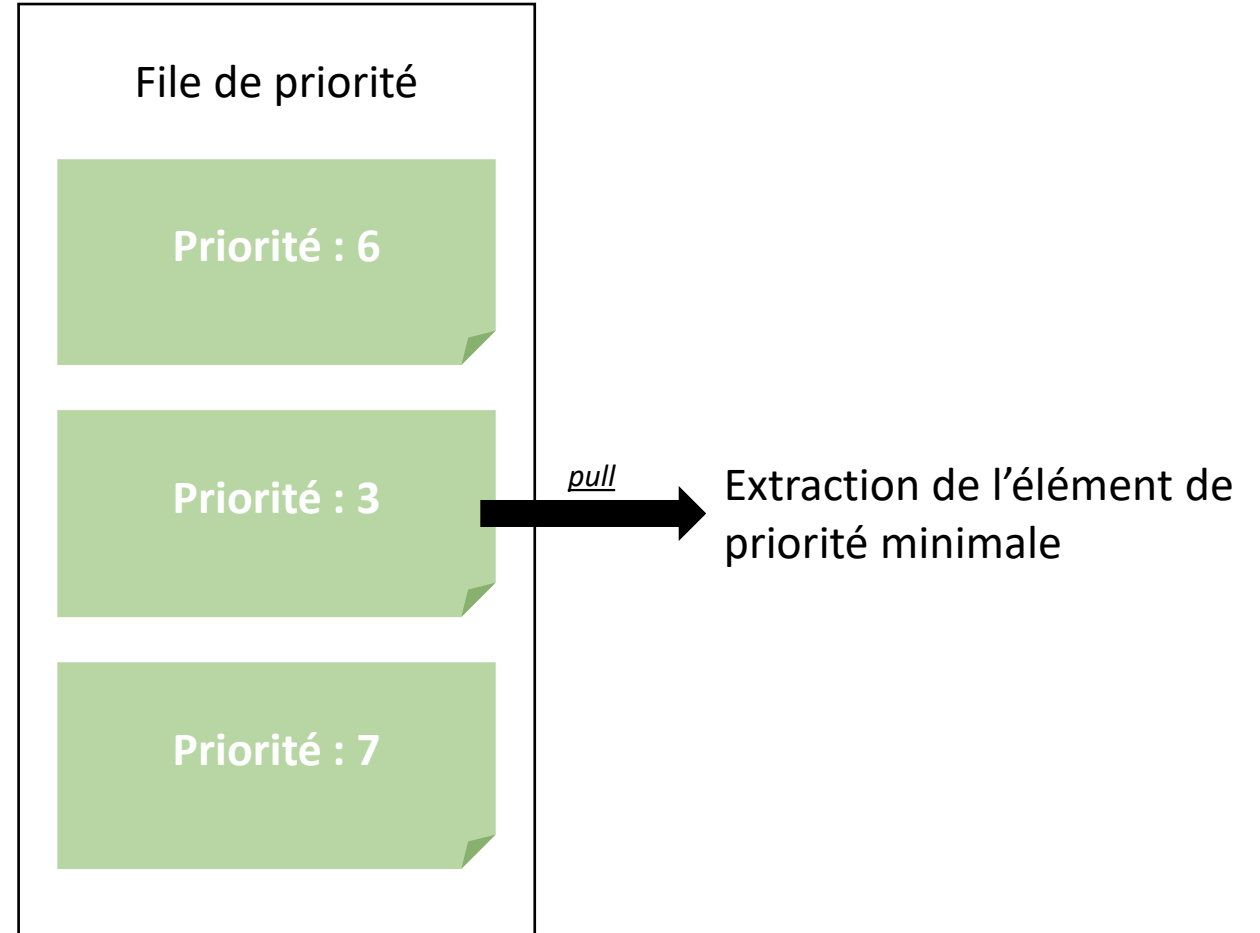 File de priorité
Priorité : 6
Priorité : 3
pull
Extraction de l’élément de
priorité minimale
Priorité : 7